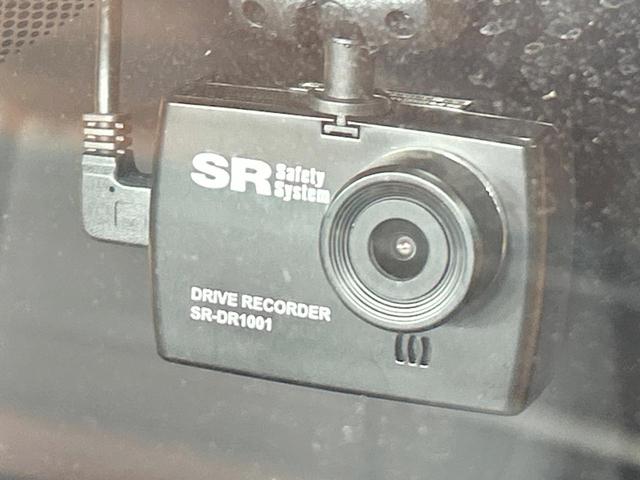 SR Safety
System
DRIVE RECORDER
SR-DR1001